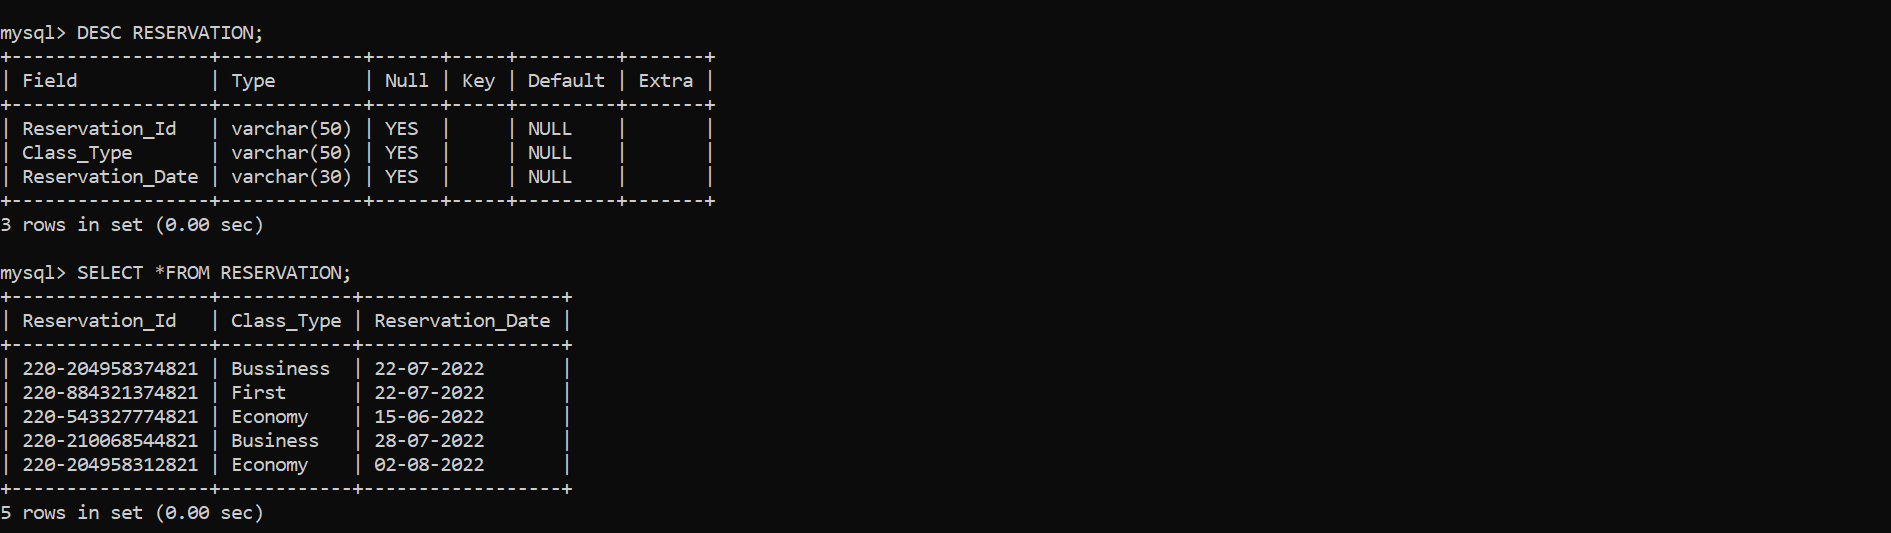 mysql> DESC RESERVATION;
+------------------+-------------+------+-----+---------+-------+
| Field            | Type        | Null | Key | Default | Extra |
+------------------+-------------+------+-----+---------+-------+
| Reservation_Id   | varchar(50) | YES  |     | NULL    |       |
| Class_Type       | varchar(50) | YES  |     | NULL    |       |
| Reservation_Date | varchar(30) | YES  |     | NULL    |       |
+------------------+-------------+------+-----+---------+-------+
3 rows in set (0.00 sec)
mysql> SELECT *FROM RESERVATION;
+------------------+------------+------------------+
| Reservation_Id   | Class_Type | Reservation_Date |
+------------------+------------+------------------+
| 220-204958374821 | Bussiness  | 22-07-2022       |
| 220-884321374821 | First      | 22-07-2022       |
| 220-543327774821 | Economy    | 15-06-2022       |
| 220-210068544821 | Business   | 28-07-2022       |
| 220-204958312821 | Economy    | 02-08-2022       |
+------------------+------------+------------------+
5 rows in set (0.00 sec)